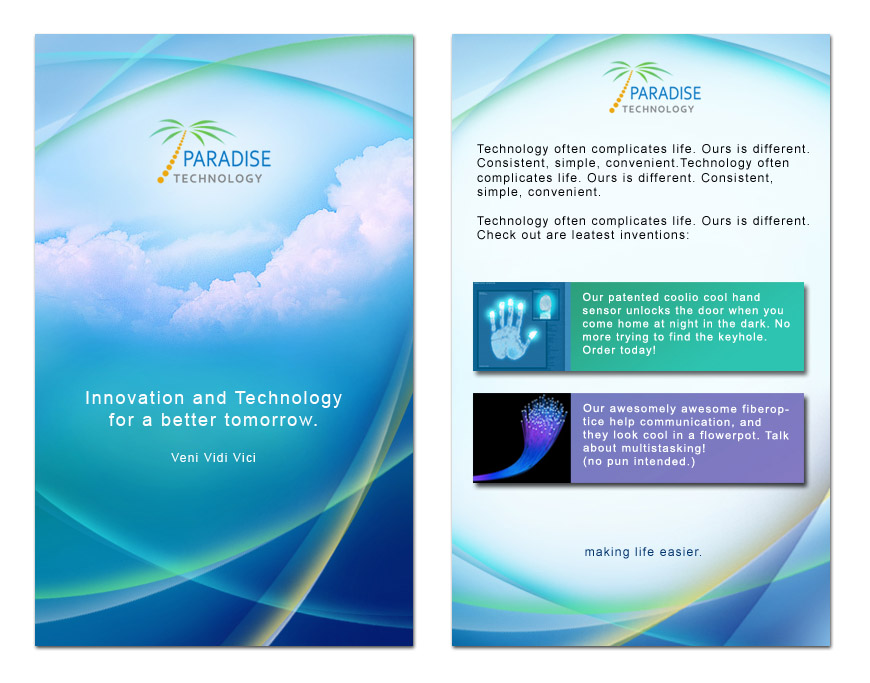 PARADISE
TECHNOLOGY
Innovation and Technology
for a better tomorrow.
Veni Vidi Vici
PARADISE
TECHNOLOGY
Technology often complicates life. Ours is different.
Consistent, simple, convenient.Technology often
complicates life. Ours is different. Consistent,
simple, convenient.
Technology often complicates life. Ours is different.
Check out are leatest inventions:
Our patented coolio cool hand
sensor unlocks the door when you
come home at night in the dark. No
more trying to find the keyhole.
Order today!
Our awesomely awesome fiberop-
tice help communication, and
they look cool in a flowerpot. Talk
about multistasking!
(no pun intended.)
making life easier.